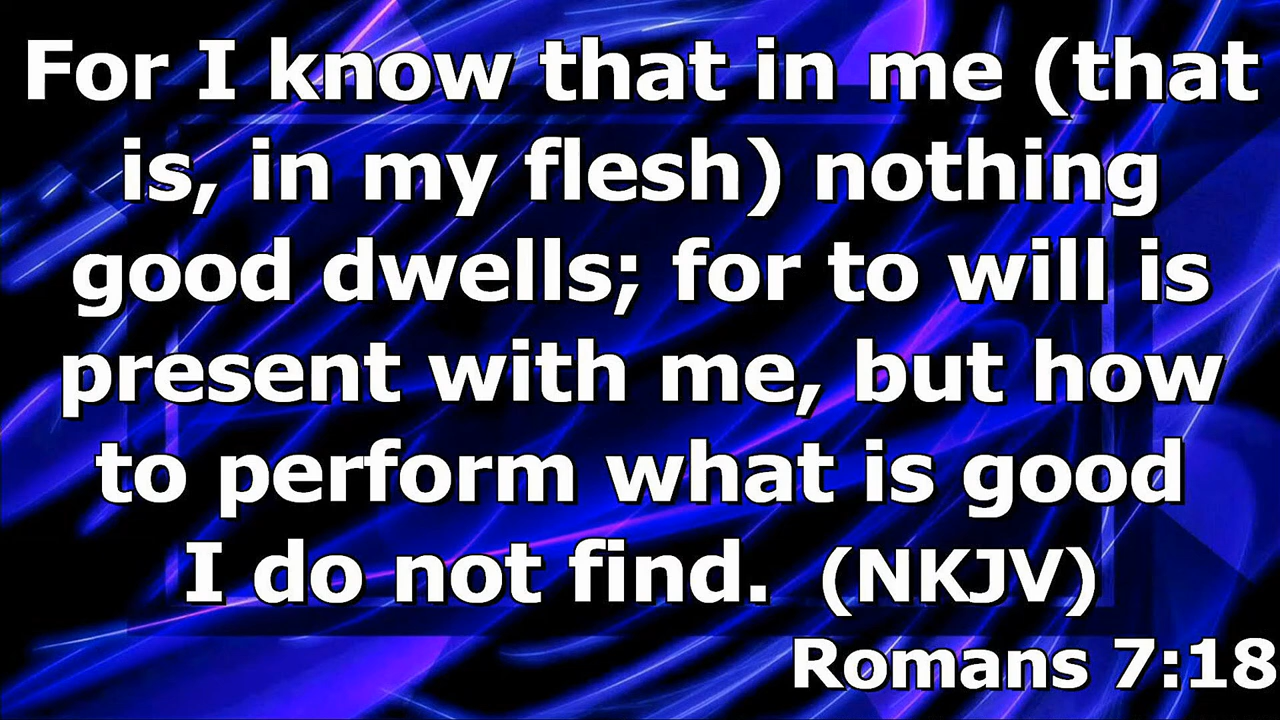 For I know that in me (that
is, in my flesh) nothing
good dwells; for to will is
present with me, but how
to perform what is good
I do not find. (NKJV)
Romans 7:18